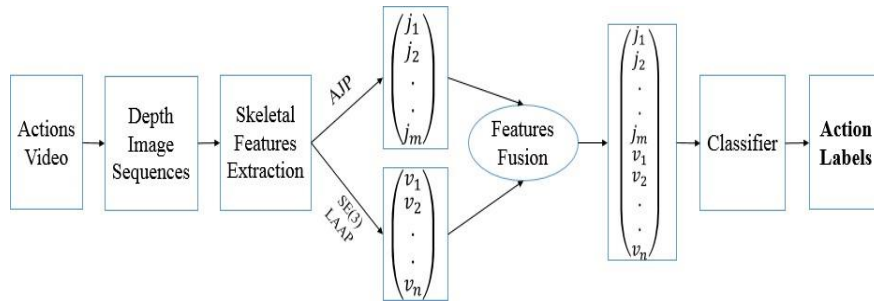 Actions
Video
Depth
Image
Sequences
Skeletal
Features
Extraction
AJP
SE(3)
LAAP
j1
j2
.
.
jm
v1
v2
.
.
vn
Features
Fusion
j1
j2
.
.
jm
v1
v2
.
.
vn
Classifier
Action
Labels